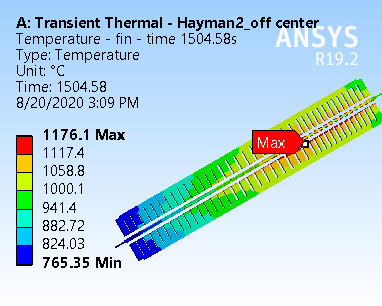 A: Transient Thermal - Hayman2_off center
Temperature - fin - time 1504.58s
Type: Temperature
Unit: °C
Time: 1504.58
8/20/2020 3:09 PM
ANSYS
R19.2
1176.1 Max
1117.4
1058.8
1000.1
941.4
882.72
824.03
765.35 Min
Max